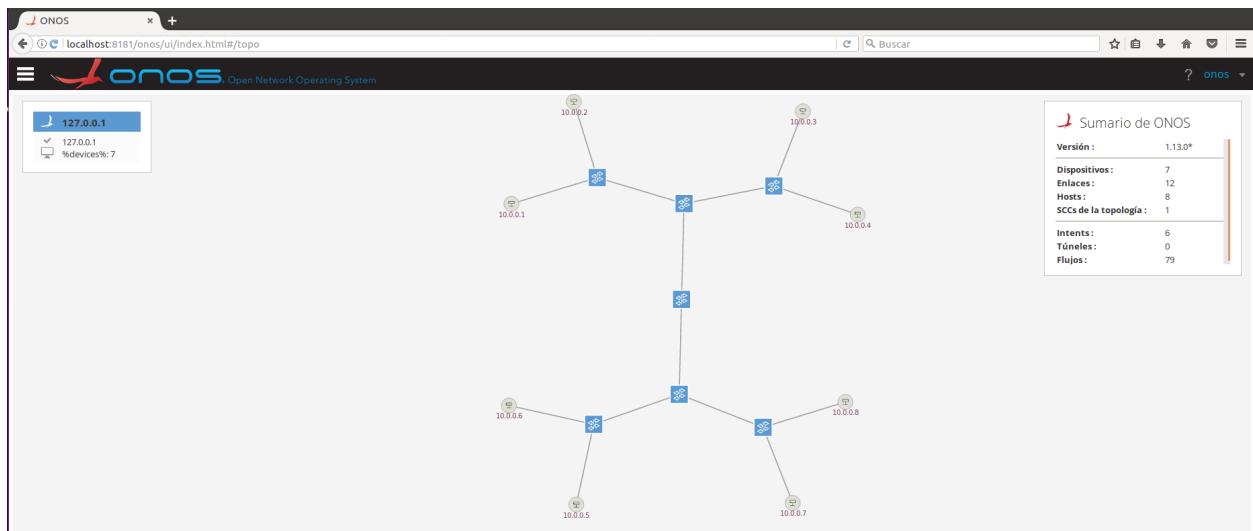 ONOS × +
localhost:8181/onos/ui/index.html#/topo
Buscar
onos. Open Network Operating System
? onos
127.0.0.1
127.0.0.1
%devices%: 7
10.0.0.2
10.0.0.3
10.0.0.1
10.0.0.4
10.0.0.6
10.0.0.8
10.0.0.5
10.0.0.7
Sumario de ONOS
Versión : 1.13.0*
Dispositivos : 7
Enlaces : 12
Hosts : 8
SCCs de la topología : 1
Intents : 6
Túneles : 0
Flujos : 79